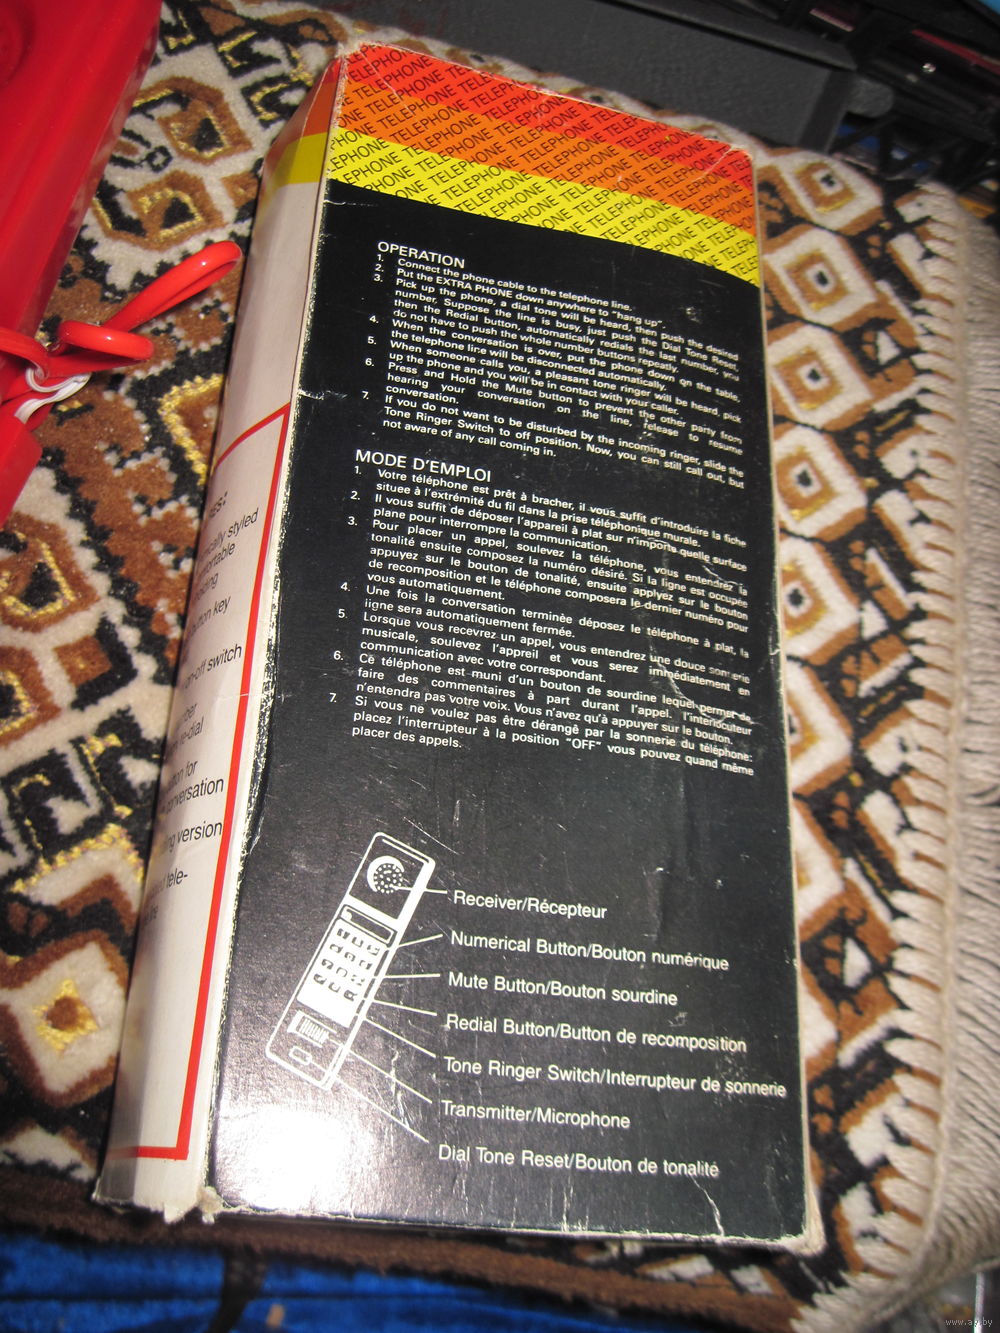 TELEPHONE TELEPHONE TELEPHONE
OPERATION
1. Connect the phone cable to the telephone line.
2. Put the EXTRA PHONE down anywhere to "hang up".
3. Pick up the phone, a dial tone will be heard, then push the desired
number. Suppose the line is busy, just push the Dial Tone Reset,
then the Redial button, automatically redials the last number, you
do not have to push the whole number buttons repeatly.
4. When the conversation is over, put the phone down on the table,
the telephone line will be disconnected automatically.
5. When someone calls you, a pleasant tone ringer will be heard, pick
up the phone and you will be in contact with your caller.
6. Press and Hold the Mute button to prevent the other party from
hearing your conversation on the line, release to resume
conversation.
7. If you do not want to be disturbed by the incoming ringer, slide the
Tone Ringer Switch to off position. Now, you can still call out, but
not aware of any call coming in.
MODE D'EMPLOI
1. Votre téléphone est prêt à bracher, il vous suffit d'introduire la fiche
situee à l'extrémité du fil dans la prise téléphonique murale.
2. Il vous suffit de déposer l'appareil à plat sur n'importe quelle surface
plane pour interrompre la communication.
3. Pour placer un appel, soulevez la téléphone, vous entendrez la
tonalité ensuite composez la numéro désiré. Si la ligne est occupée
appuyez sur le bouton de tonalité, ensuite applyez sur le bouton
de recomposition et le téléphone composera le dernier numéro pour
vous automatiquement.
4. Une fois la conversation terminèe déposez le téléphone à plat, la
iigne sera automatiquement fermée.
5. Lorsque vous recevrez un appel, vous entendrez une douce sonnerie
musicale, soulevez l'appreil et vous serez immédiatement en
communication avec votre correspondant.
6. Cè téléphone est muni d'un bouton de sourdine lequel permet de
faire des commentaires à part durant l'appel. l'interlocuteur
n'entendra pas votre voix. Vous n'avez qu'à appuyer sur le bouton.
7. Si vous ne voulez pas être dérangê par la sonnerie du téléphone:
placez l'interrupteur à la position "OFF" vous pouvez quand même
placer des appels.
Receiver/Récepteur
Numerical Button/Bouton numérique
Mute Button/Bouton sourdine
Redial Button/Button de recomposition
Tone Ringer Switch/Interrupteur de sonnerie
Transmitter/Microphone
Dial Tone Reset/Bouton de tonalité
styled
key
on-off switch
for
conversation
version
tele-
www.ay.by